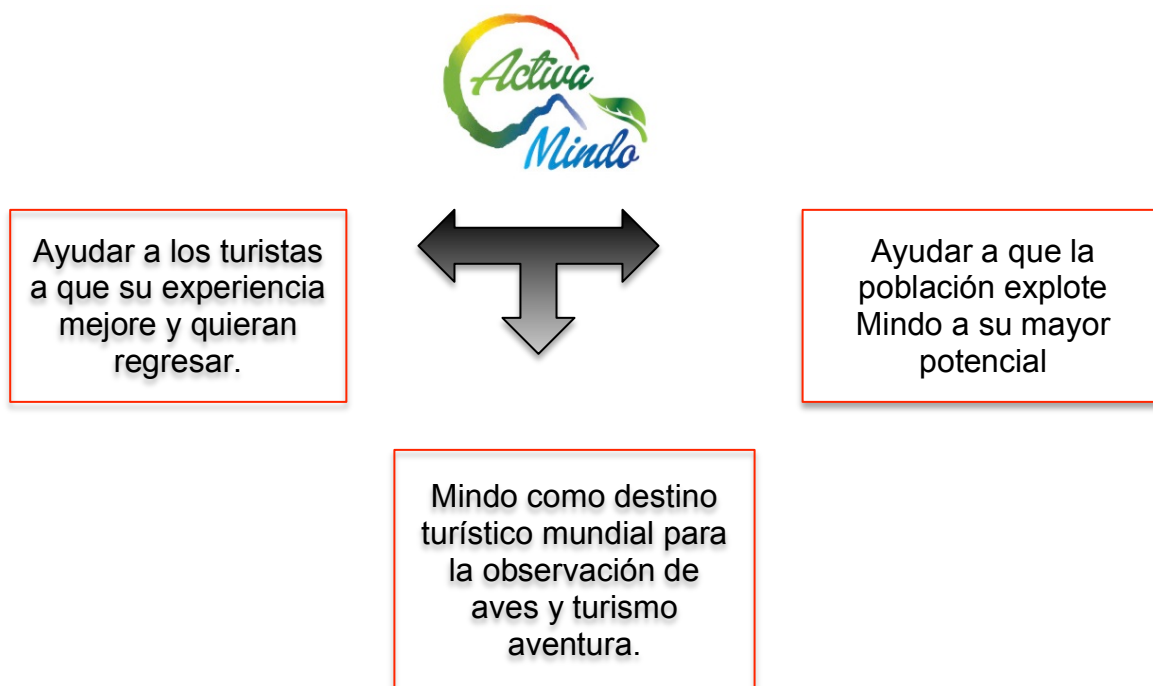 Activa
Mindo
Ayudar a los turistas
a que su experiencia
mejore y quieran
regresar.
Ayudar a que la
población explote
Mindo a su mayor
potencial
Mindo como destino
turístico mundial para
la observación de
aves y turismo
aventura.